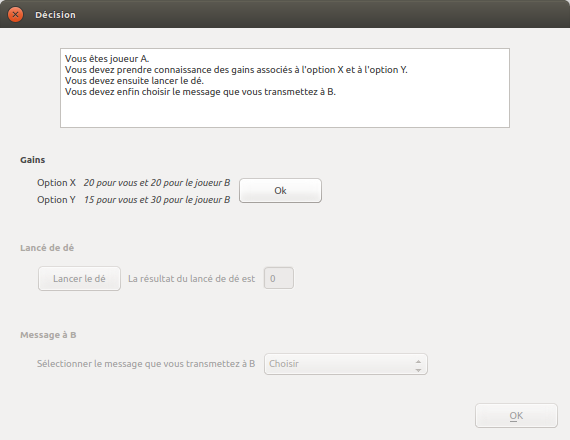 Décision
Vous êtes joueur A.
Vous devez prendre connaissance des gains associés à l'option X et à l'option Y.
Vous devez ensuite lancer le dé.
Vous devez enfin choisir le message que vous transmettez à B.
Gains
Option X 20 pour vous et 20 pour le joueur B
Ok
Option Y 15 pour vous et 30 pour le joueur B
Lancé de dé
Lancer le dé La résultat du lancé de dé est 0
Message à B
Sélectionner le message que vous transmettez à B Choisir
OK